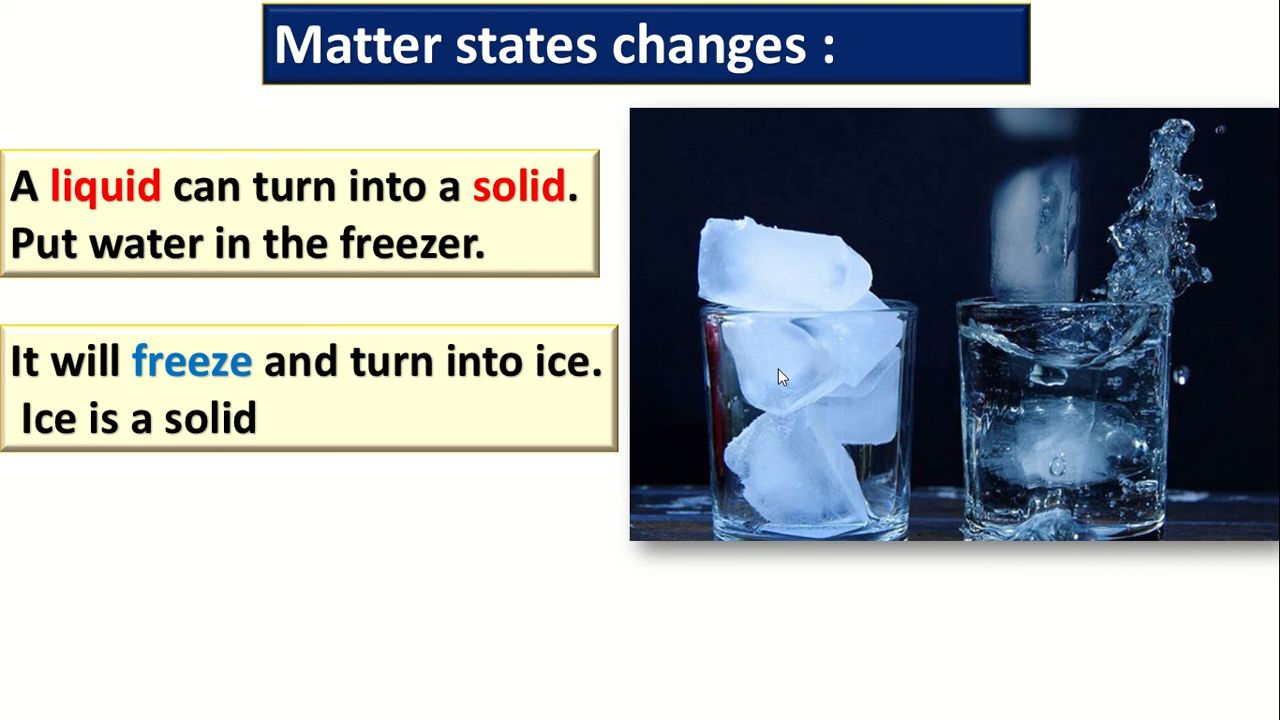 Matter states changes :
A liquid can turn into a solid.
Put water in the freezer.
It will freeze and turn into ice.
Ice is a solid